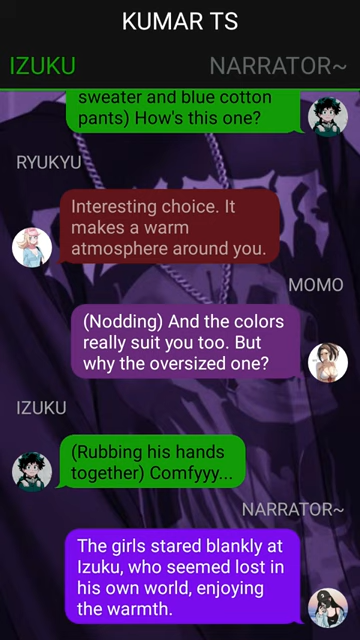 KUMAR TS
IZUKU
NARRATOR~
sweater and blue cotton
pants) How's this one?
RYUKYU
Interesting choice. It
makes a warm
atmosphere around you.
MOMO
(Nodding) And the colors
really suit you too. But
why the oversized one?
IZUKU
(Rubbing his hands
together) Comfyyy...
NARRATOR~
The girls stared blankly at
Izuku, who seemed lost in
his own world, enjoying
the warmth.